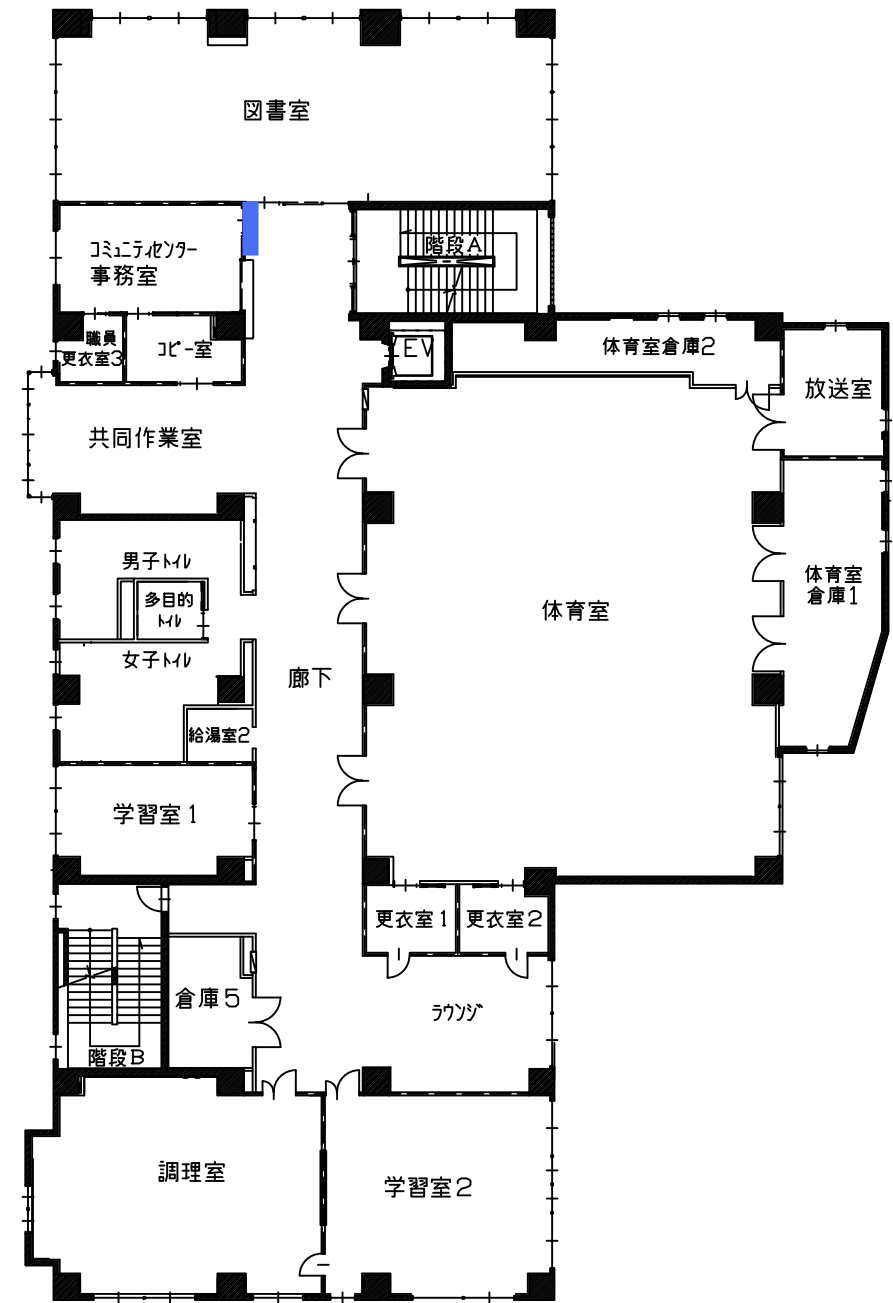 図書室
コミュニティセンター
事務室
階段A
職員
更衣室3
コピー室
EV
体育室倉庫2
放送室
共同作業室
男子トイレ
多目的
トイレ
女子トイレ
給湯室2
廊下
体育室
体育室
倉庫1
学習室1
更衣室1
更衣室2
倉庫5
ラウンジ
階段B
調理室
学習室2